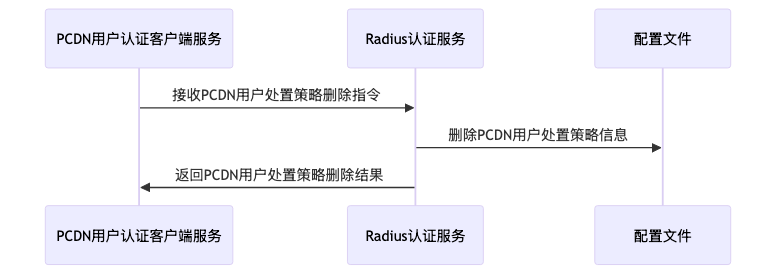 PCDN用户认证客户端服务
Radius认证服务
配置文件
接收PCDN用户处置策略删除指令
删除PCDN用户处置策略信息
返回PCDN用户处置策略删除结果
PCDN用户认证客户端服务
Radius认证服务
配置文件